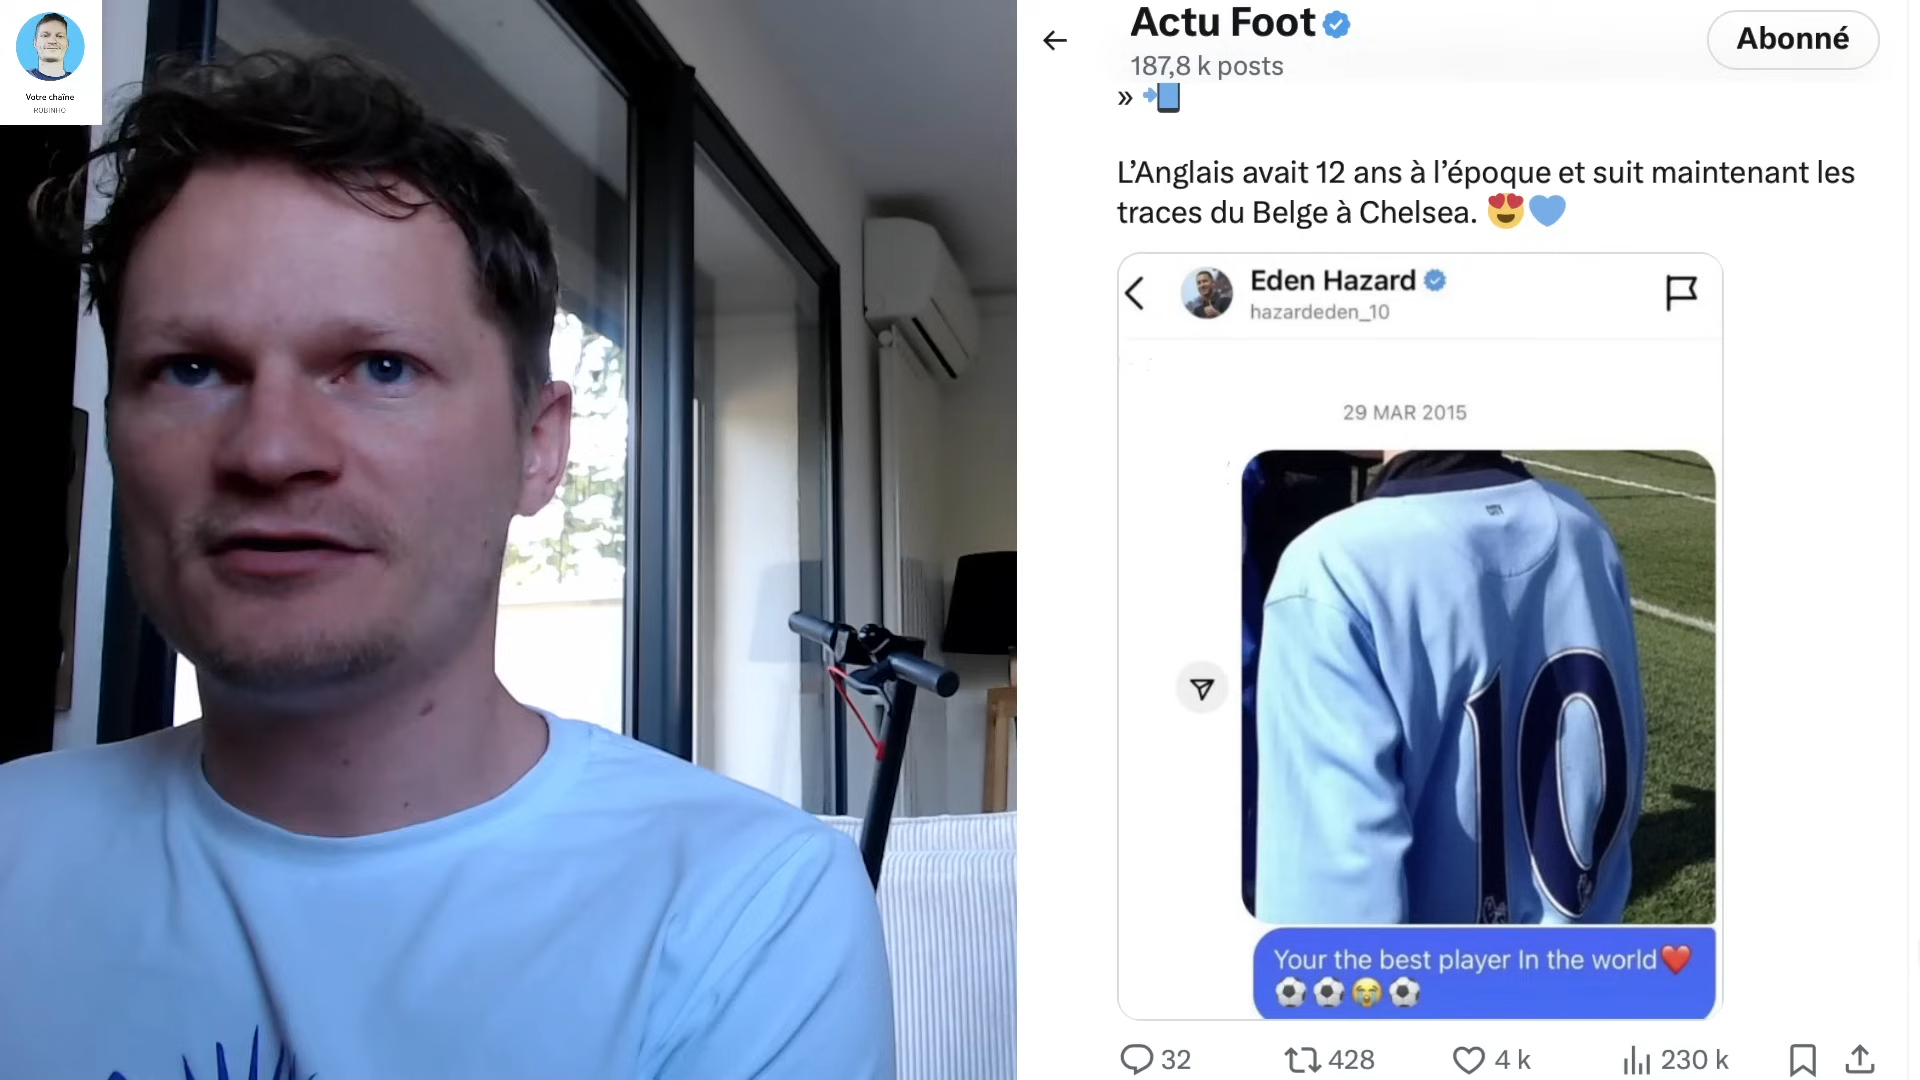 Votre chaîne
ROBINHO
Actu Foot
187,8 k posts
Abonné
»
L’Anglais avait 12 ans à l’époque et suit maintenant les
traces du Belge à Chelsea. 😍💙
Eden Hazard
hazardeden_10
29 MAR 2015
10
Your the best player In the world❤️
⚽⚽😭⚽
32
428
4 k
230 k